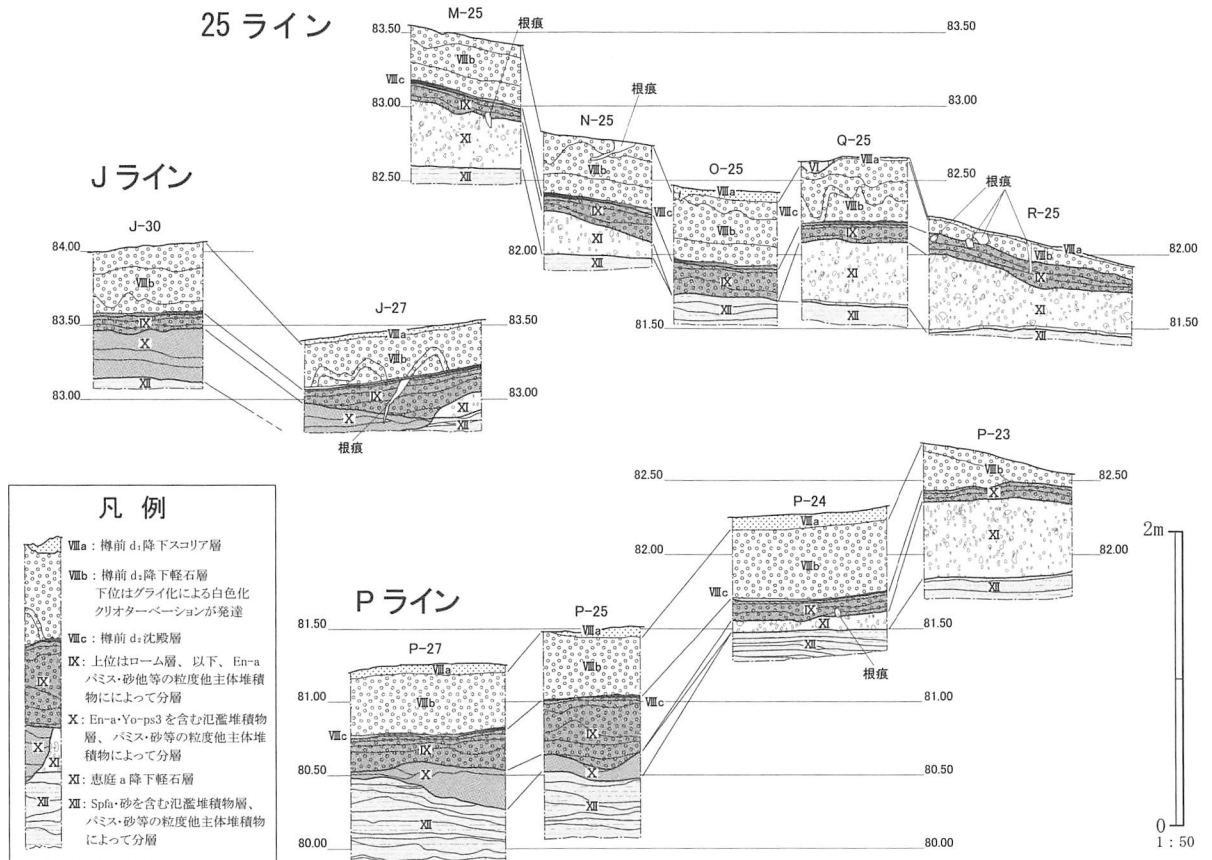 25 ライン
M-25
根痕
83.50
83.50
Ⅷb
Ⅷc
Ⅸ
83.00
83.00
Ⅺ
Ⅻ
82.50
N-25
根痕
Ⅷb
Ⅸ
Ⅺ
Ⅻ
82.00
O-25
Ⅷa
Ⅷc
Ⅷb
Ⅸ
Ⅻ
81.50
Q-25
Ⅵ
Ⅷa
82.50
Ⅷc
Ⅷb
Ⅸ
Ⅺ
Ⅻ
根痕
R-25
Ⅷa
Ⅷb
82.00
Ⅸ
Ⅺ
81.50
Ⅻ
J ライン
J-30
84.00
Ⅷb
83.50
Ⅸ
Ⅹ
Ⅻ
83.00
J-27
83.50
Ⅷa
Ⅷb
Ⅸ
83.00
Ⅹ
Ⅺ
Ⅻ
根痕
P ライン
P-27
81.50
Ⅷa
81.00
Ⅷb
Ⅷc
Ⅸ
80.50
Ⅹ
Ⅻ
80.00
P-25
Ⅷa
Ⅷb
Ⅷc
Ⅸ
Ⅹ
Ⅻ
P-24
82.50
Ⅷa
82.00
Ⅷb
Ⅷc
Ⅸ
Ⅺ
81.50
Ⅻ
根痕
81.00
80.50
80.00
P-23
Ⅷb
82.50
Ⅹ
82.00
Ⅺ
Ⅻ
81.50
凡 例
Ⅷa：樽前 d₁降下スコリア層
Ⅷb：樽前 d₂降下軽石層
下位はグライ化による白色化
クリオターベーションが発達
Ⅷc：樽前 d₂沈殿層
Ⅸ：上位はローム層、以下、En-a
パミス・砂他等の粒度他主体堆積
物にによって分層
Ⅹ：En-a・Yo-ps3 を含む氾濫堆積物
層、パミス・砂等の粒度他主体堆
積物によって分層
Ⅺ：恵庭 a 降下軽石層
Ⅻ：Spfa・砂を含む氾濫堆積物層、
パミス・砂等の粒度他主体堆積物
によって分層
Ⅸ
Ⅹ
Ⅺ
Ⅻ
2m
0
1：50